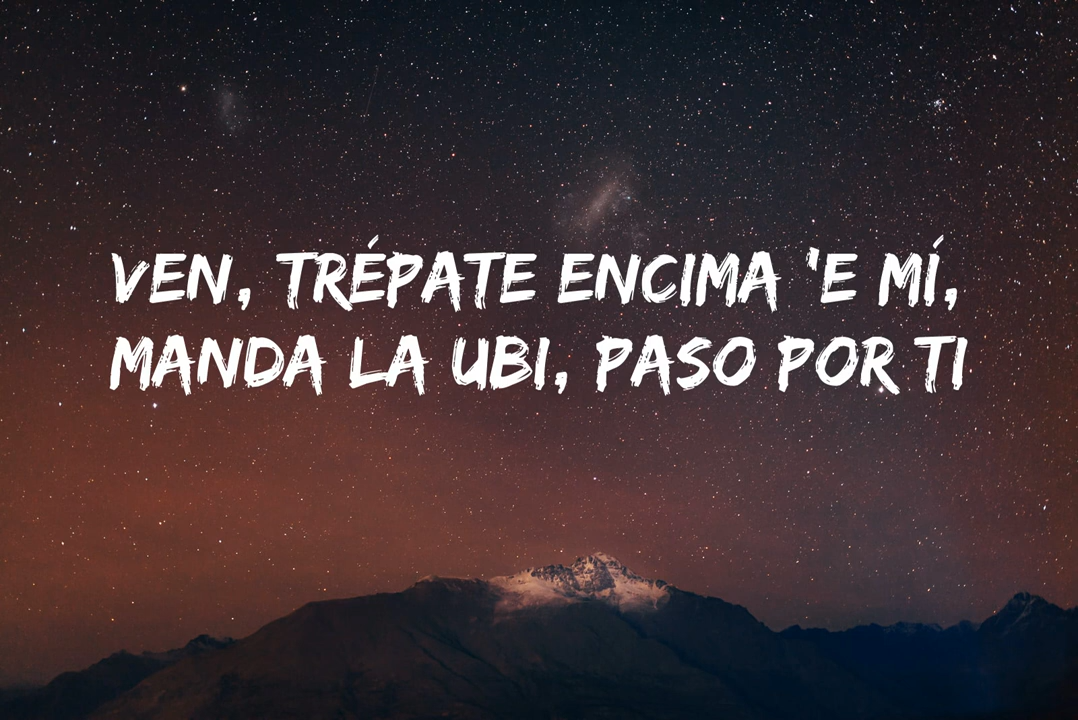 VEN, TRÉPATE ENCIMA 'E MÍ,
MANDA LA UBI, PASO POR TI